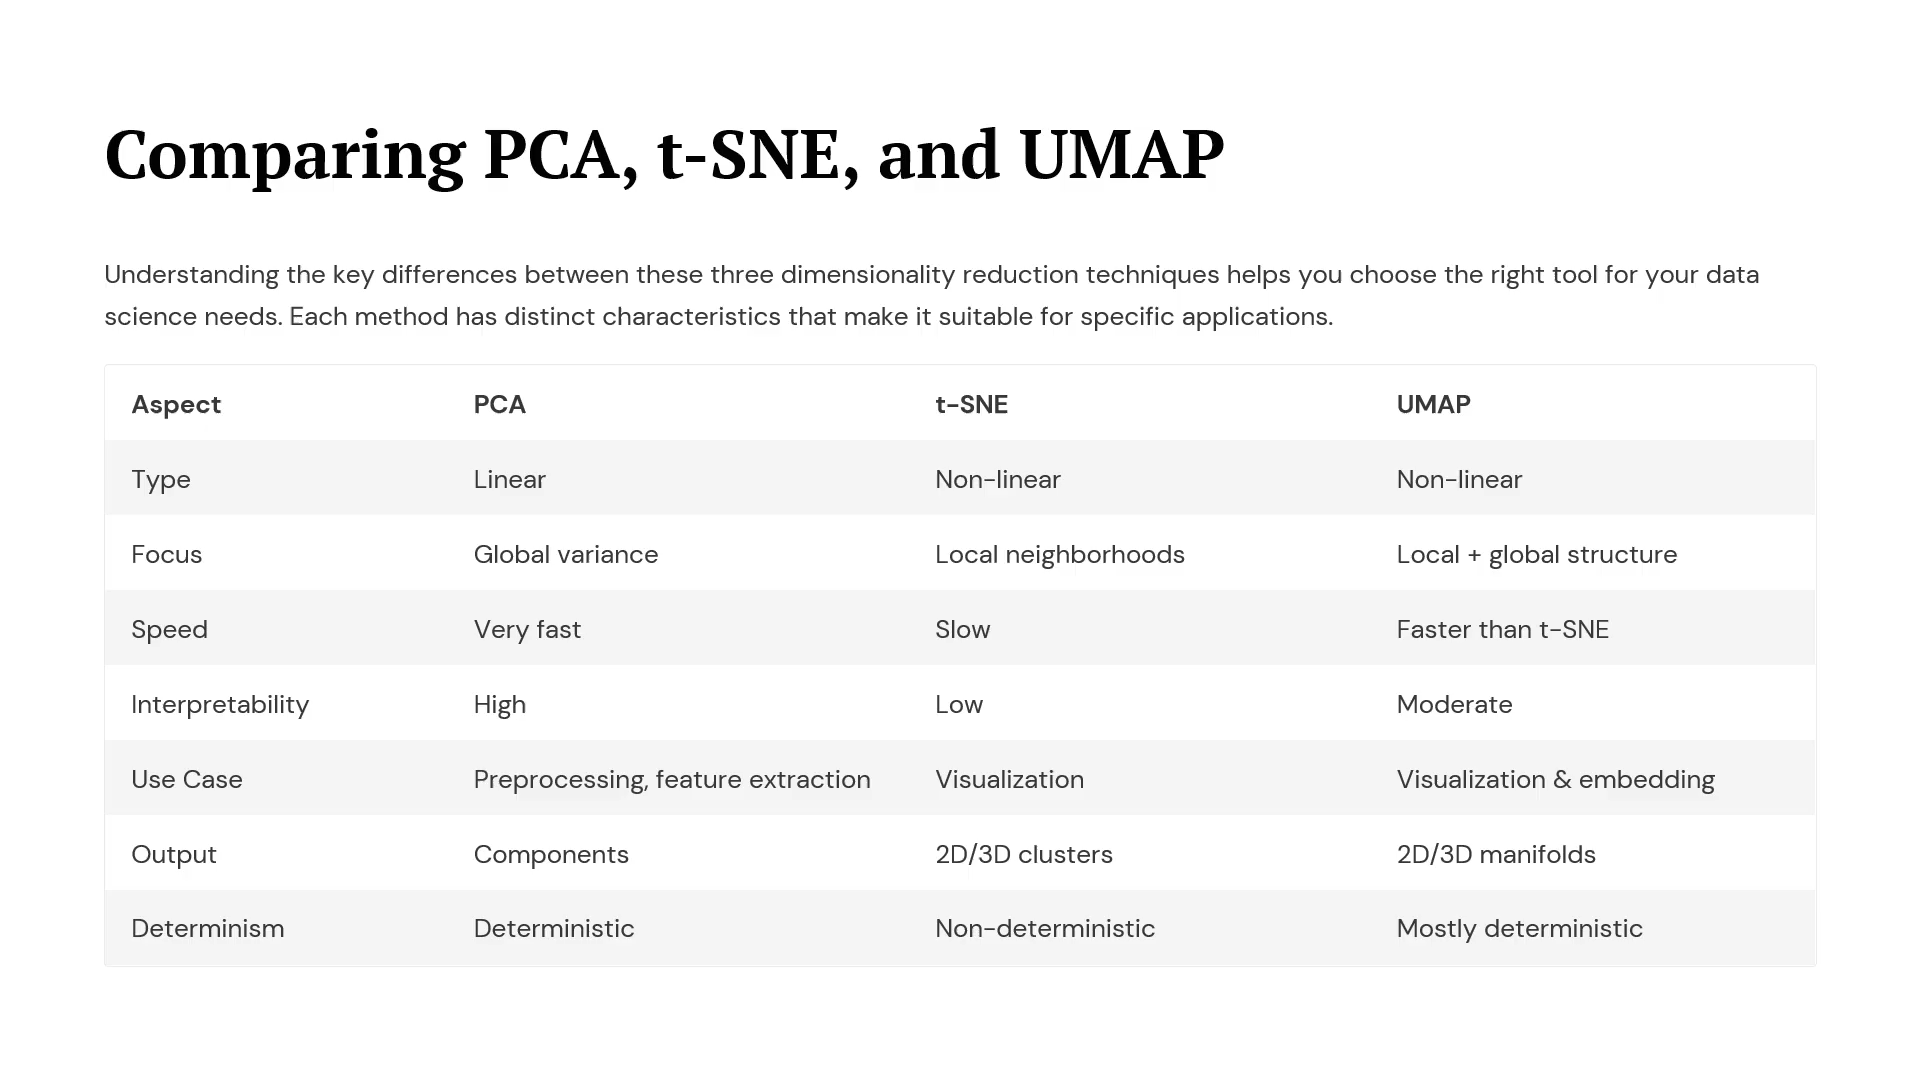 Comparing PCA, t-SNE, and UMAP
Understanding the key differences between these three dimensionality reduction techniques helps you choose the right tool for your data
science needs. Each method has distinct characteristics that make it suitable for specific applications.
Aspect PCA t-SNE UMAP
Type Linear Non-linear Non-linear
Focus Global variance Local neighborhoods Local + global structure
Speed Very fast Slow Faster than t-SNE
Interpretability High Low Moderate
Use Case Preprocessing, feature extraction Visualization Visualization & embedding
Output Components 2D/3D clusters 2D/3D manifolds
Determinism Deterministic Non-deterministic Mostly deterministic